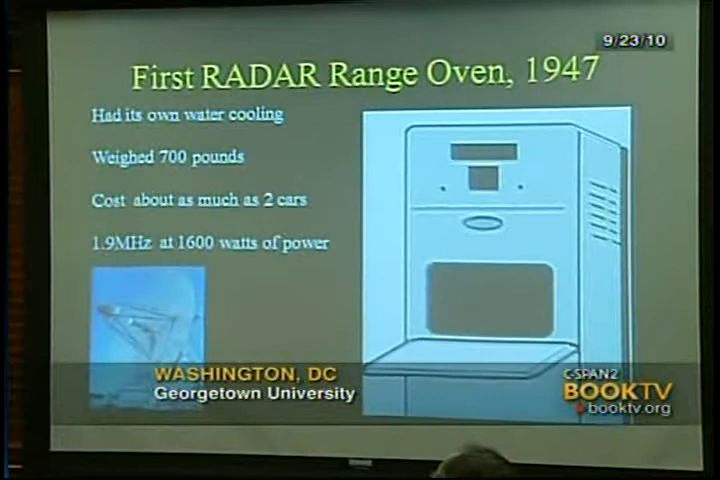 9/23/10
First RADAR Range Oven, 1947
Had its own water cooling
Weighed 700 pounds
Cost about as much as 2 cars
1.9MHz at 1600 watts of power
WASHINGTON, DC
Georgetown University
C-SPAN2
BOOKTV
booktv.org